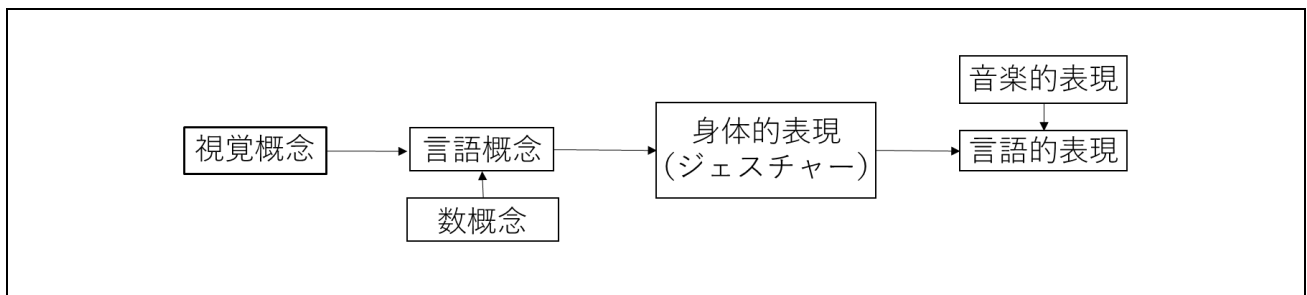 視覚概念
言語概念
数概念
身体的表現
(ジェスチャー)
音楽的表現
言語的表現